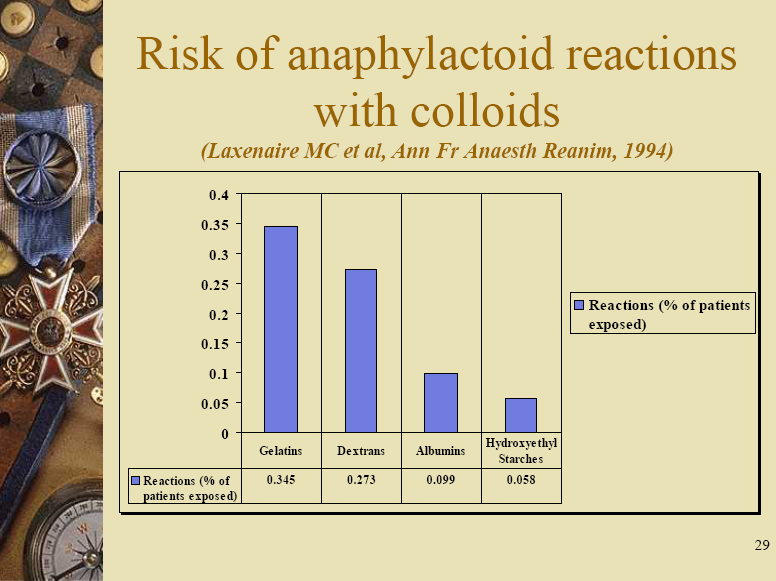 Risk of anaphylactoid reactions
with colloids
(Laxenaire MC et al, Ann Fr Anaesth Reanim, 1994)
0.4
0.35
0.3
0.25
0.2
0.15
0.1
0.05
0
Gelatins Dextrans Albumins Hydroxyethyl
Starches
Reactions (% of
patients exposed)
0.345 0.273 0.099 0.058
Reactions (% of patients
exposed)
29